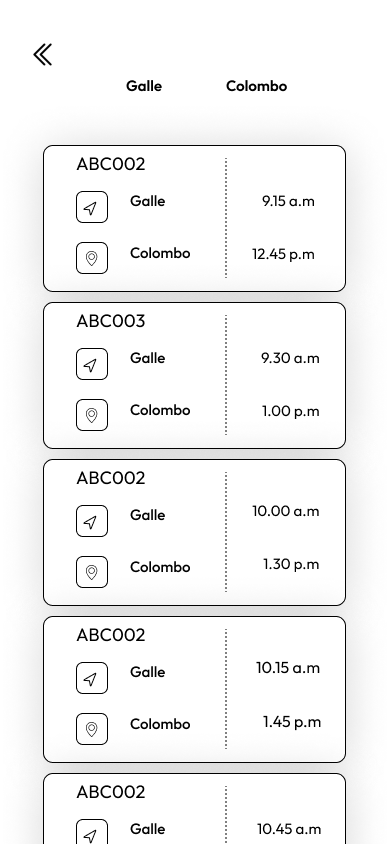 Galle Colombo
ABC002
Galle 9.15 a.m
Colombo 12.45 p.m
ABC003
Galle 9.30 a.m
Colombo 1.00 p.m
ABC002
Galle 10.00 a.m
Colombo 1.30 p.m
ABC002
Galle 10.15 a.m
Colombo 1.45 p.m
ABC002
Galle 10.45 a.m